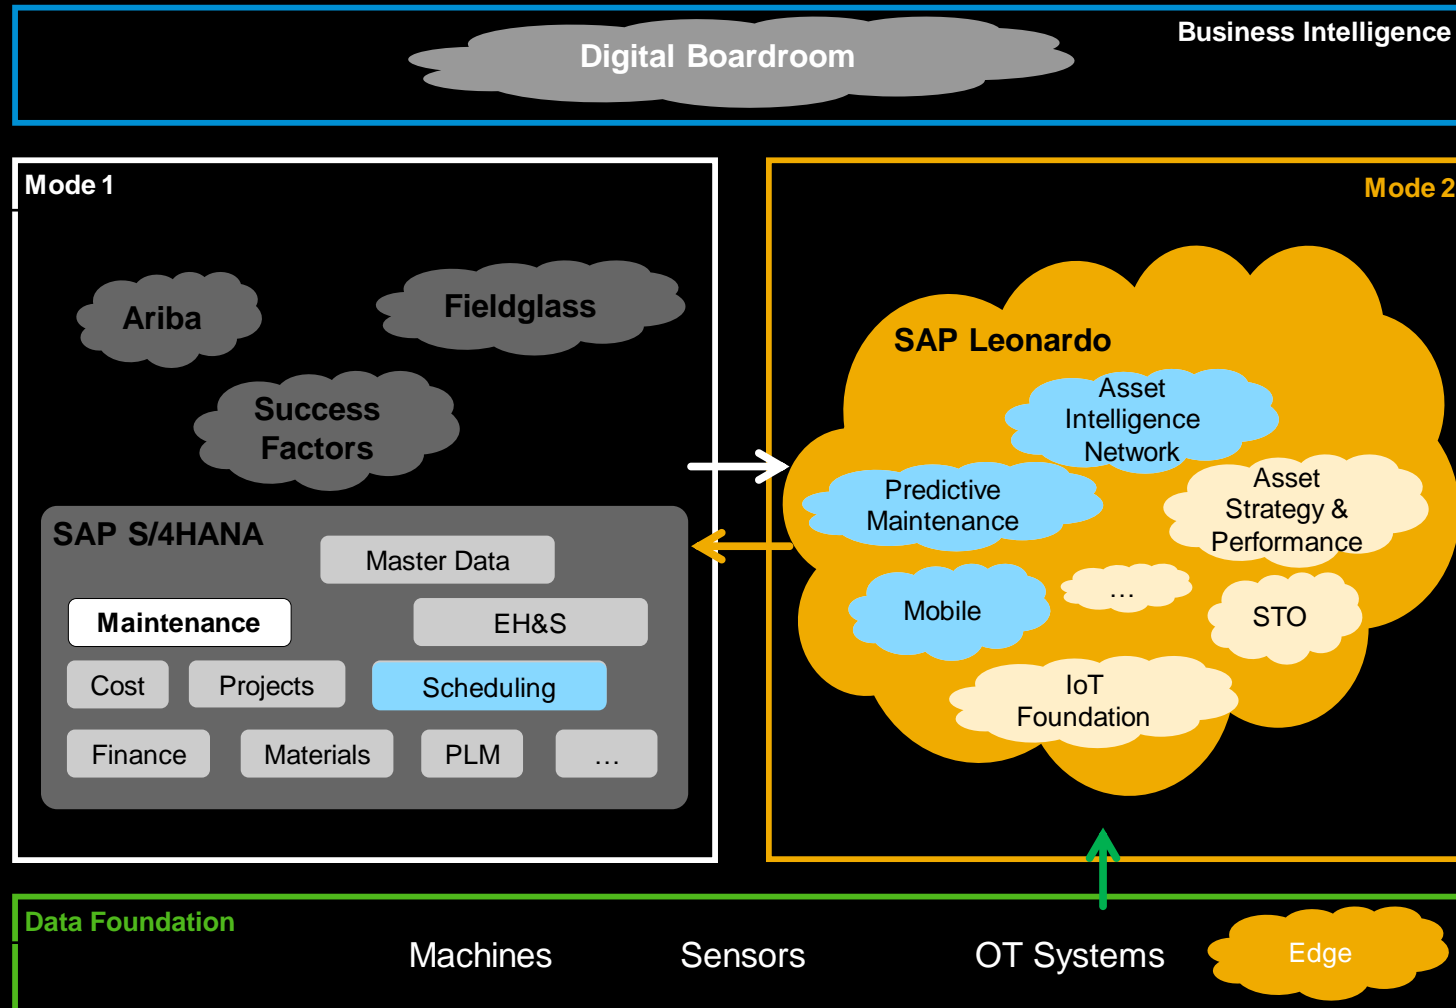 Business Intelligence
Digital Boardroom
Mode 1
Ariba
Fieldglass
Success
Factors
SAP S/4HANA
Master Data
Maintenance
EH&S
Cost
Projects
Scheduling
Finance
Materials
PLM
…
Mode 2
SAP Leonardo
Asset
Intelligence
Network
Predictive
Maintenance
Asset
Strategy &
Performance
Mobile
…
STO
IoT
Foundation
Data Foundation
Machines
Sensors
OT Systems
Edge